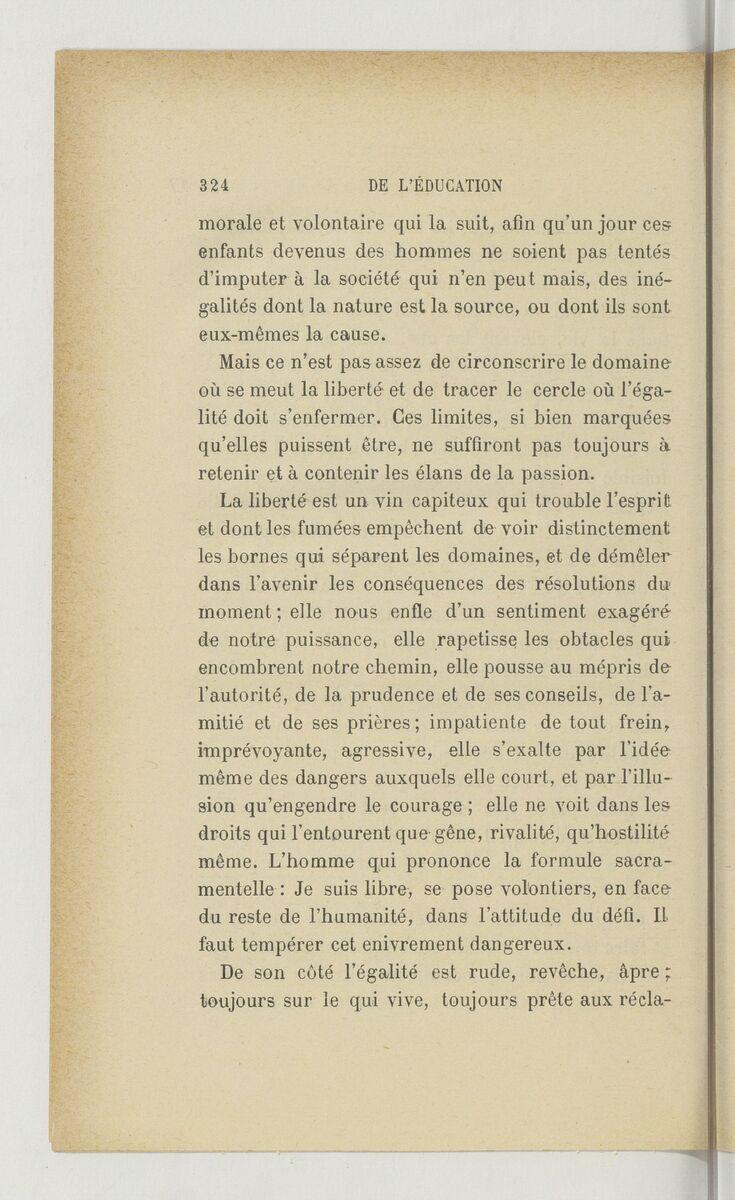 324 DE L'ÉDUCATION
morale et volontaire qui la suit, afin qu'un jour ces
enfants devenus des hommes ne soient pas tentés
d'imputer à la société qui n'en peut mais, des iné-
galités dont la nature est la source, ou dont ils sont
eux-mêmes la cause.
Mais ce n'est pas assez de circonscrire le domaine
où se meut la liberté et de tracer le cercle où l'éga-
lité doit s'enfermer. Ces limites, si bien marquées
qu'elles puissent être, ne suffiront pas toujours à
retenir et à contenir les élans de la passion.
La liberté est un vin capiteux qui trouble l'esprit
et dont les fumées empêchent de voir distinctement
les bornes qui séparent les domaines, et de démêler
dans l'avenir les conséquences des résolutions du
moment ; elle nous enfle d'un sentiment exagéré
de notre puissance, elle rapetisse les obtacles qui
encombrent notre chemin, elle pousse au mépris de
l'autorité, de la prudence et de ses conseils, de l'a-
mitié et de ses prières ; impatiente de tout frein,
imprévoyante, agressive, elle s'exalte par l'idée
même des dangers auxquels elle court, et par l'illu-
sion qu'engendre le courage ; elle ne voit dans les
droits qui l'entourent que gêne, rivalité, qu'hostilité
même. L'homme qui prononce la formule sacra-
mentelle : Je suis libre, se pose volontiers, en face
du reste de l'humanité, dans l'attitude du défi. Il
faut tempérer cet enivrement dangereux.
De son côté l'égalité est rude, revêche, âpre ;
toujours sur le qui vive, toujours prête aux récla-